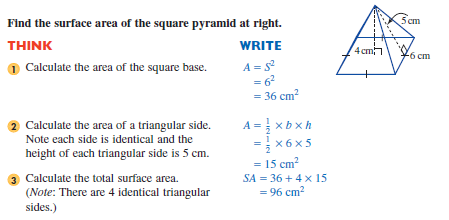 Find the surface area of the square pyramid at right.
THINK
WRITE
1 Calculate the area of the square base.
A = S²
= 6²
= 36 cm²
2 Calculate the area of a triangular side.
Note each side is identical and the
height of each triangular side is 5 cm.
A = 1/2 × b × h
= 1/2 × 6 × 5
= 15 cm²
3 Calculate the total surface area.
(Note: There are 4 identical triangular
sides.)
SA = 36 + 4 × 15
= 96 cm²
5 cm
4 cm
6 cm